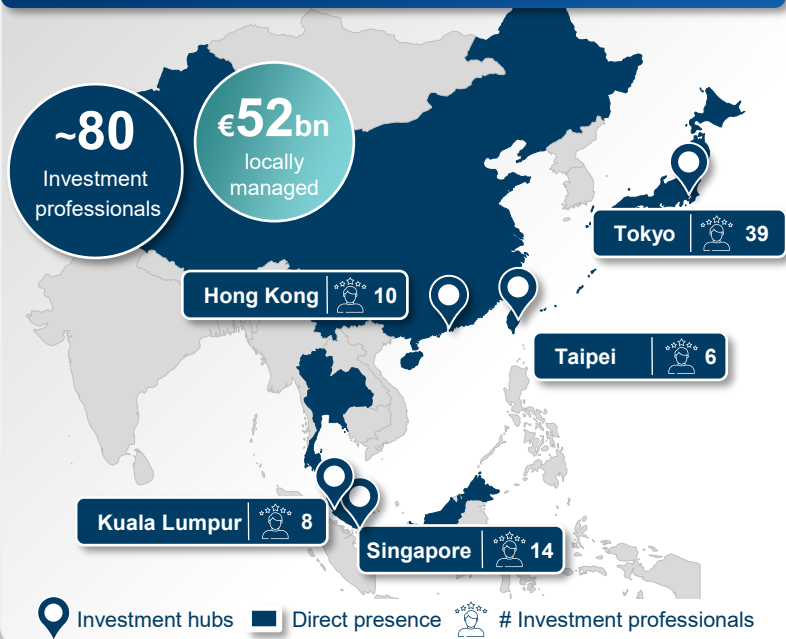 ~80
Investment
professionals
€52bn
locally
managed
Tokyo 39
Hong Kong 10
Taipei 6
Kuala Lumpur 8
Singapore 14
Investment hubs Direct presence # Investment professionals